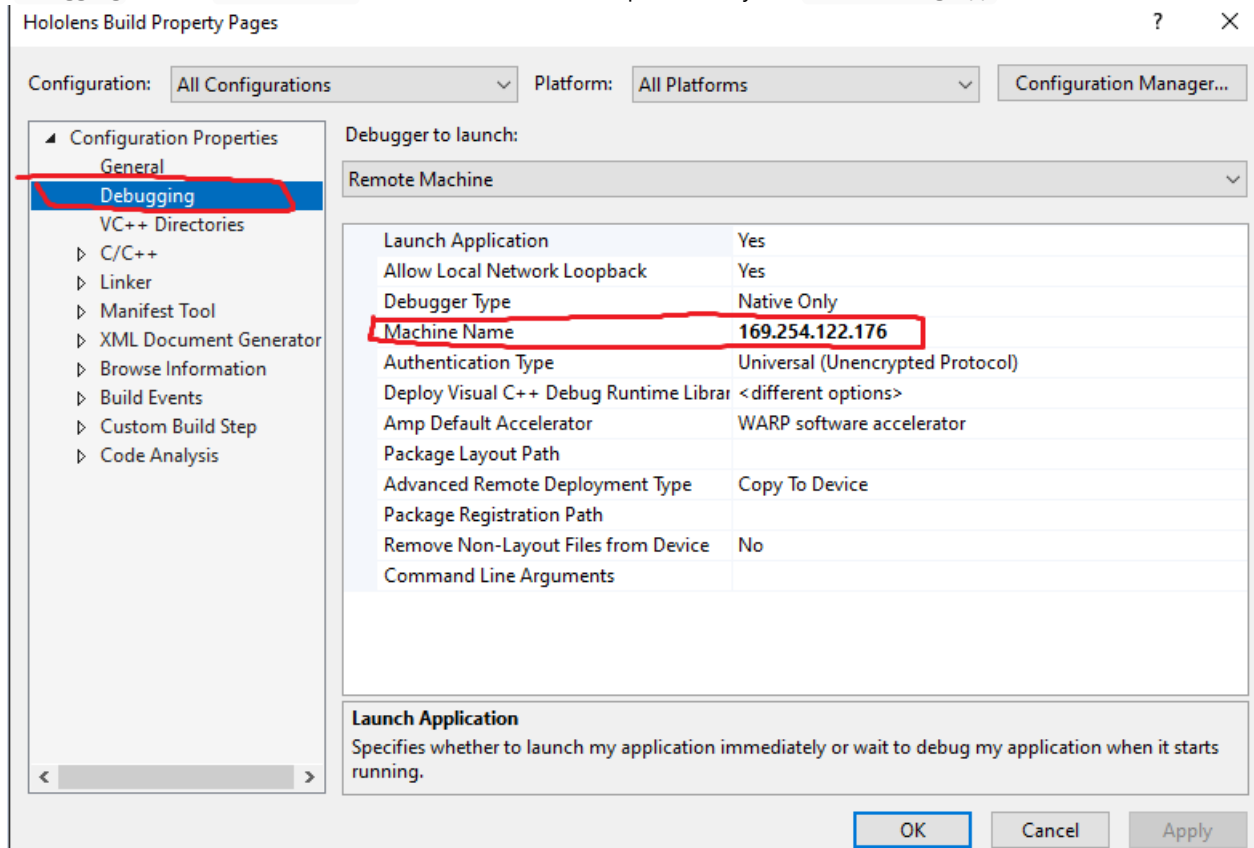 Hololens Build Property Pages
?
Configuration: All Configurations Platform: All Platforms Configuration Manager...
Configuration Properties
General
Debugging
VC++ Directories
C/C++
Linker
Manifest Tool
XML Document Generator
Browse Information
Build Events
Custom Build Step
Code Analysis
Debugger to launch:
Remote Machine
Launch Application Yes
Allow Local Network Loopback Yes
Debugger Type Native Only
Machine Name 169.254.122.176
Authentication Type Universal (Unencrypted Protocol)
Deploy Visual C++ Debug Runtime Librar <different options>
Amp Default Accelerator WARP software accelerator
Package Layout Path
Advanced Remote Deployment Type Copy To Device
Package Registration Path
Remove Non-Layout Files from Device No
Command Line Arguments
Launch Application
Specifies whether to launch my application immediately or wait to debug my application when it starts
running.
OK Cancel Apply